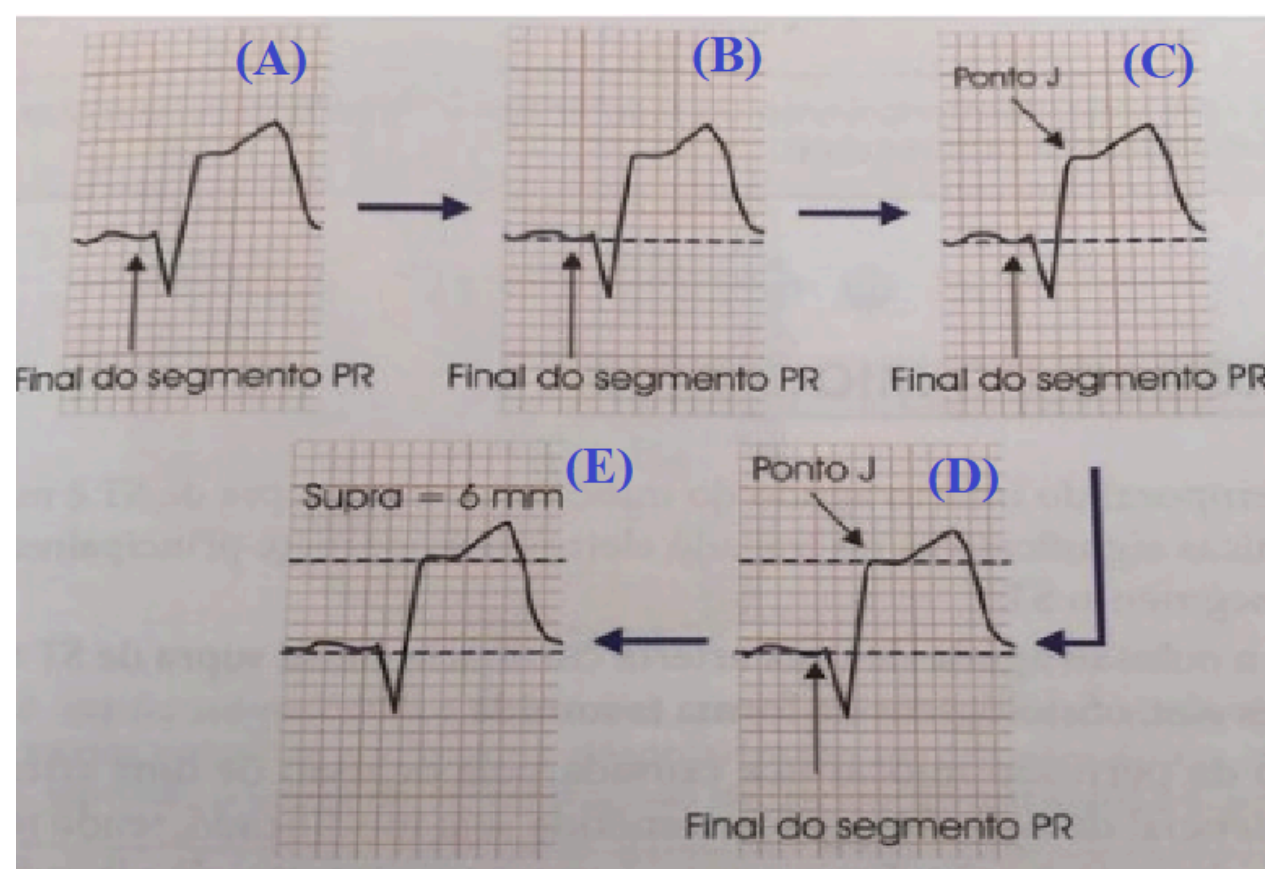 (A)
(B)
(C)
Ponto J
Final do segmento PR
Final do segmento PR
Final do segmento PR
(E)
Supra = 6 mm
(D)
Ponto J
Final do segmento PR